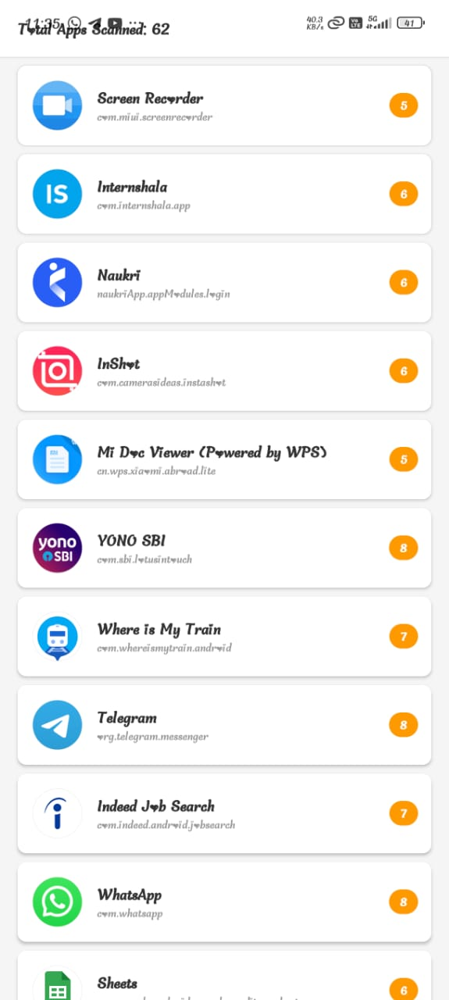 11:35
40.3 KB/s Vo LTE 5G 41
Total Apps Scanned: 62
Screen Recorder
com.miui.screenrecorder
5
IS
Internshala
com.internshala.app
6
Naukri
naukriApp.appModules.login
6
InShot
com.camerasideas.instashot
6
mi
Mi Doc Viewer (Powered by WPS)
cn.wps.xiaomi.abroad.lite
5
yono
SBI
YONO SBI
com.sbi.lotusintouch
8
Where is My Train
com.whereismytrain.android
7
Telegram
org.telegram.messenger
8
Indeed Job Search
com.indeed.android.jobsearch
7
WhatsApp
com.whatsapp
8
Sheets
6